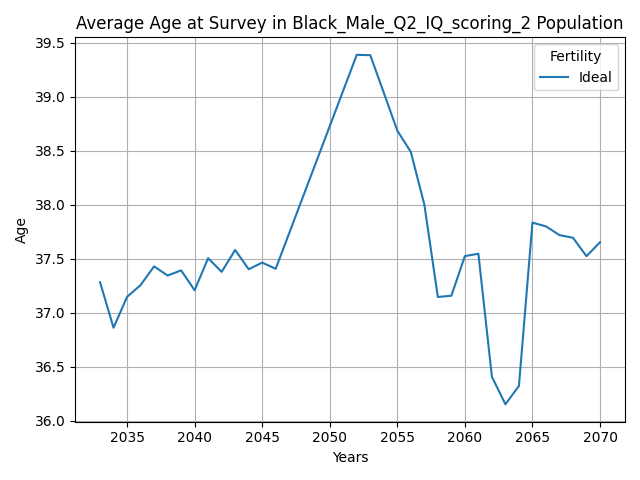 Average Age at Survey in Black_Male_Q2_IQ_scoring_2 Population
Fertility
Ideal
39.5
39.0
38.5
38.0
37.5
37.0
36.5
36.0
Age
2035 2040 2045 2050 2055 2060 2065 2070
Years